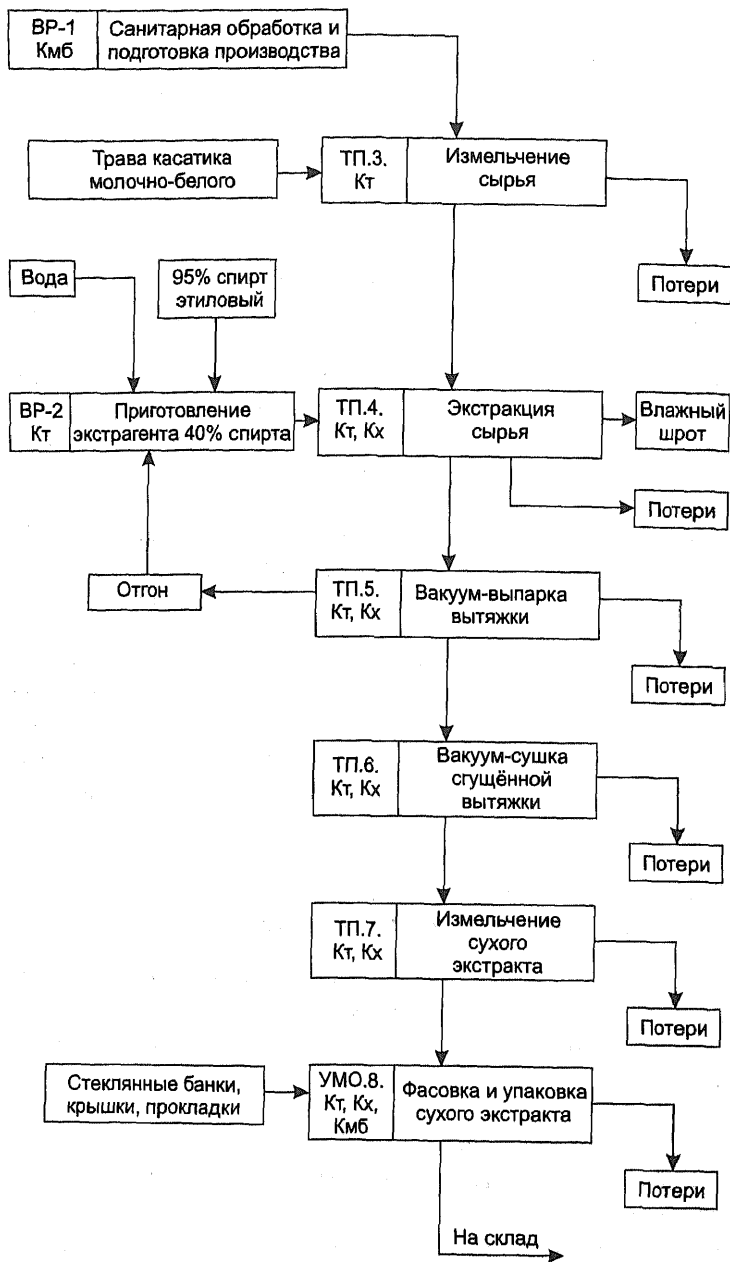 ВР-1
Кмб
Санитарная обработка и
подготовка производства
Трава касатика
молочно-белого
ТП.3.
Кт
Измельчение
сырья
Потери
Вода
95% спирт
этиловый
ВР-2
Кт
Приготовление
экстрагента 40% спирта
ТП.4.
Кт, Кх
Экстракция
сырья
Влажный
шрот
Потери
Отгон
ТП.5.
Кт, Кх
Вакуум-выпарка
вытяжки
Потери
ТП.6.
Кт, Кх
Вакуум-сушка
сгущённой
вытяжки
Потери
ТП.7.
Кт, Кх
Измельчение
сухого
экстракта
Потери
Стеклянные банки,
крышки, прокладки
УМО.8.
Кт, Кх,
Кмб
Фасовка и упаковка
сухого экстракта
Потери
На склад